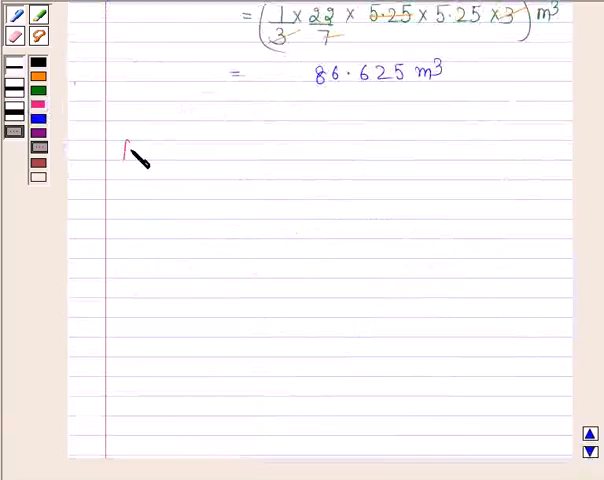 = (1/3 × 22/7 × 5.25 × 5.25 × 3) m³
= 86.625 m³